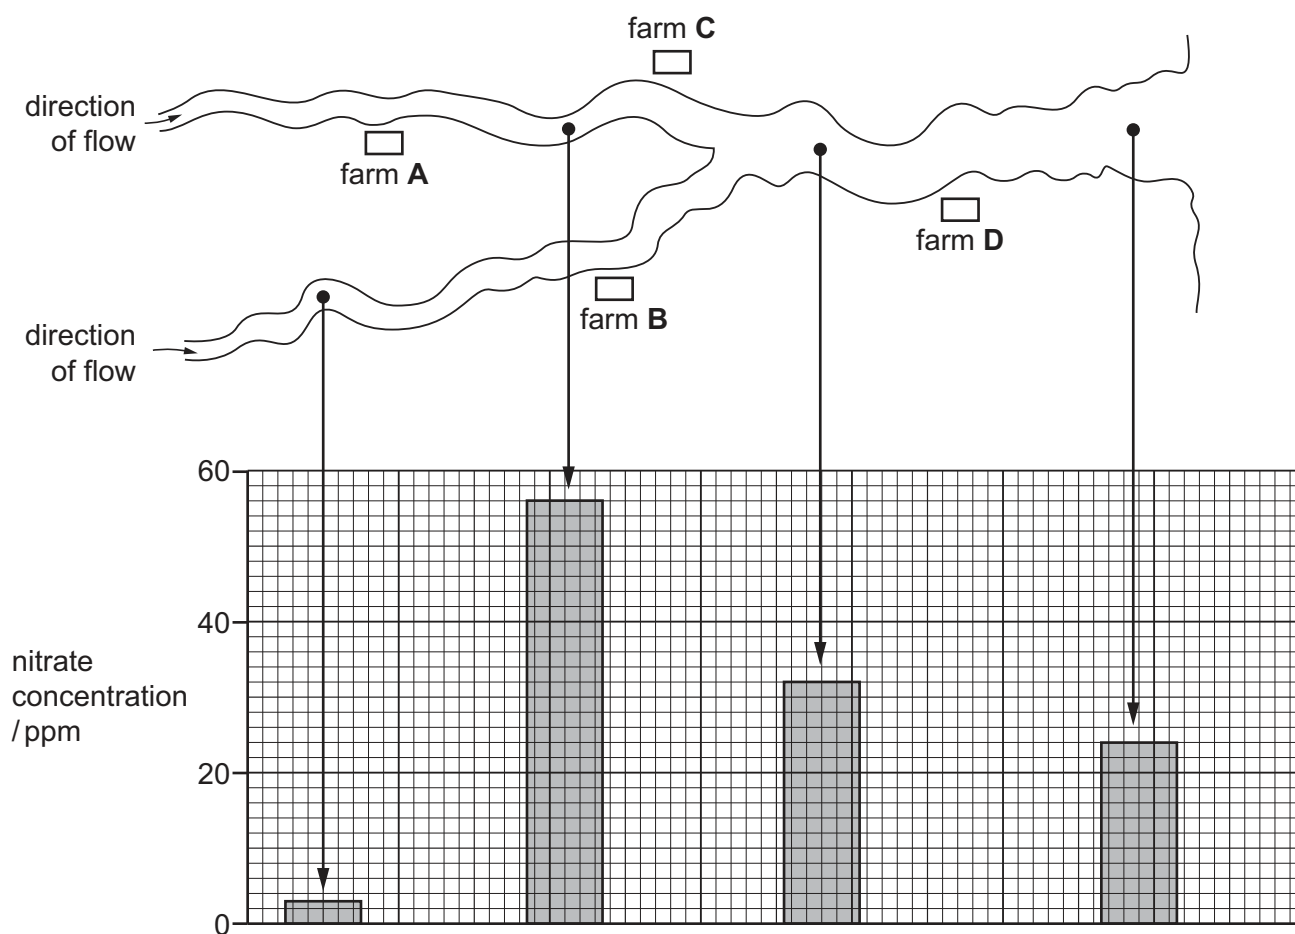 farm C
direction
of flow
farm A
farm D
farm B
direction
of flow
60
40
nitrate
concentration
/ ppm
20
0